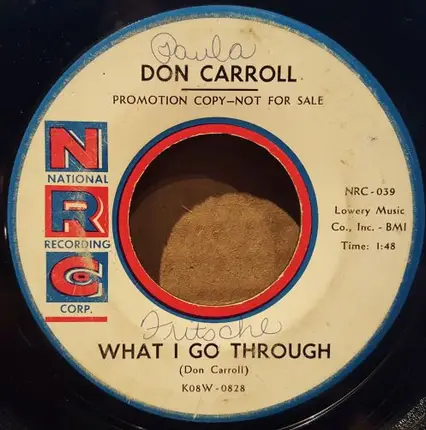 Paula
DON CARROLL
PROMOTION COPY—NOT FOR SALE
N
NATIONAL
R
RECORDING
C
CORP.
NRC-039
Lowery Music
Co., Inc. - BMI
Time: 1:48
Fritsche
WHAT I GO THROUGH
(Don Carroll)
K08W-0828